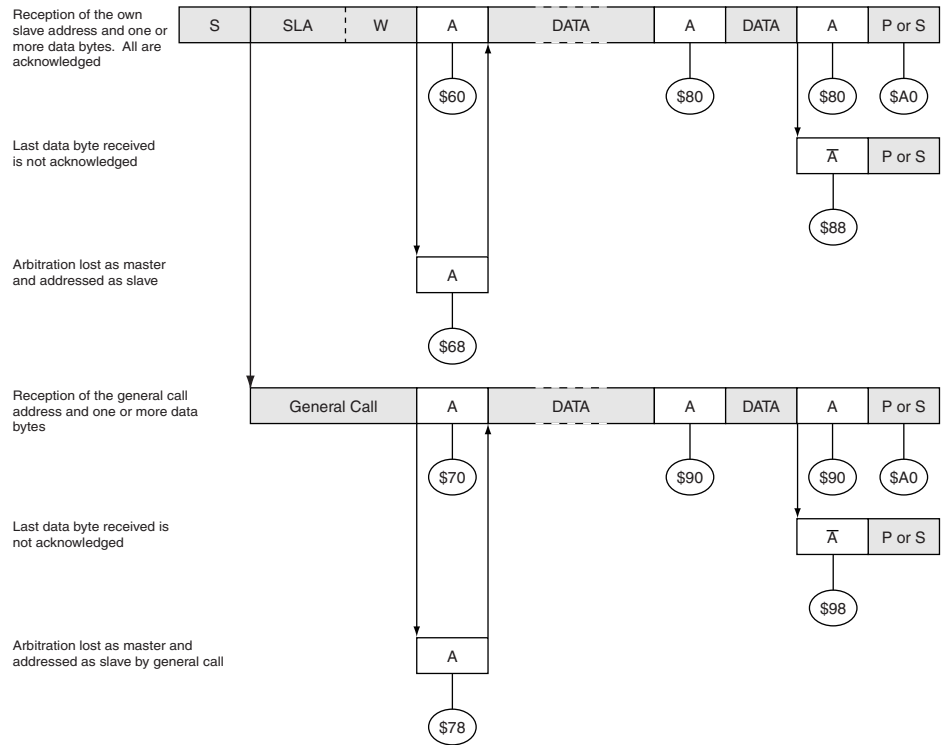 Reception of the own
slave address and one or
more data bytes. All are
acknowledged
S SLA W A DATA A DATA A P or S
$60 $80 $80 $A0
Last data byte received
is not acknowledged
A̅ P or S
$88
Arbitration lost as master
and addressed as slave
A
$68
Reception of the general call
address and one or more data
bytes
General Call A DATA A DATA A P or S
$70 $90 $90 $A0
Last data byte received is
not acknowledged
A̅ P or S
$98
Arbitration lost as master and
addressed as slave by general call
A
$78